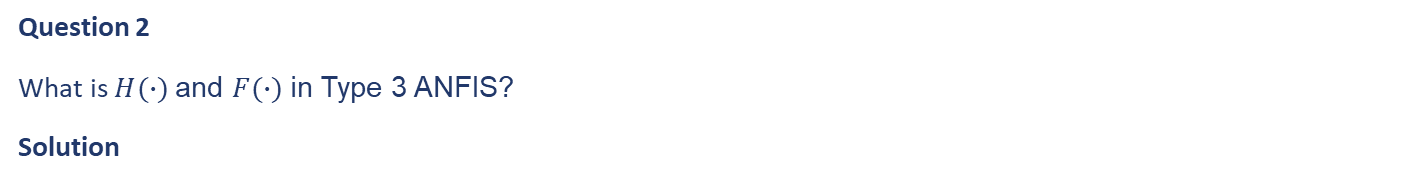 Question 2
What is H(·) and F(·) in Type 3 ANFIS?
Solution